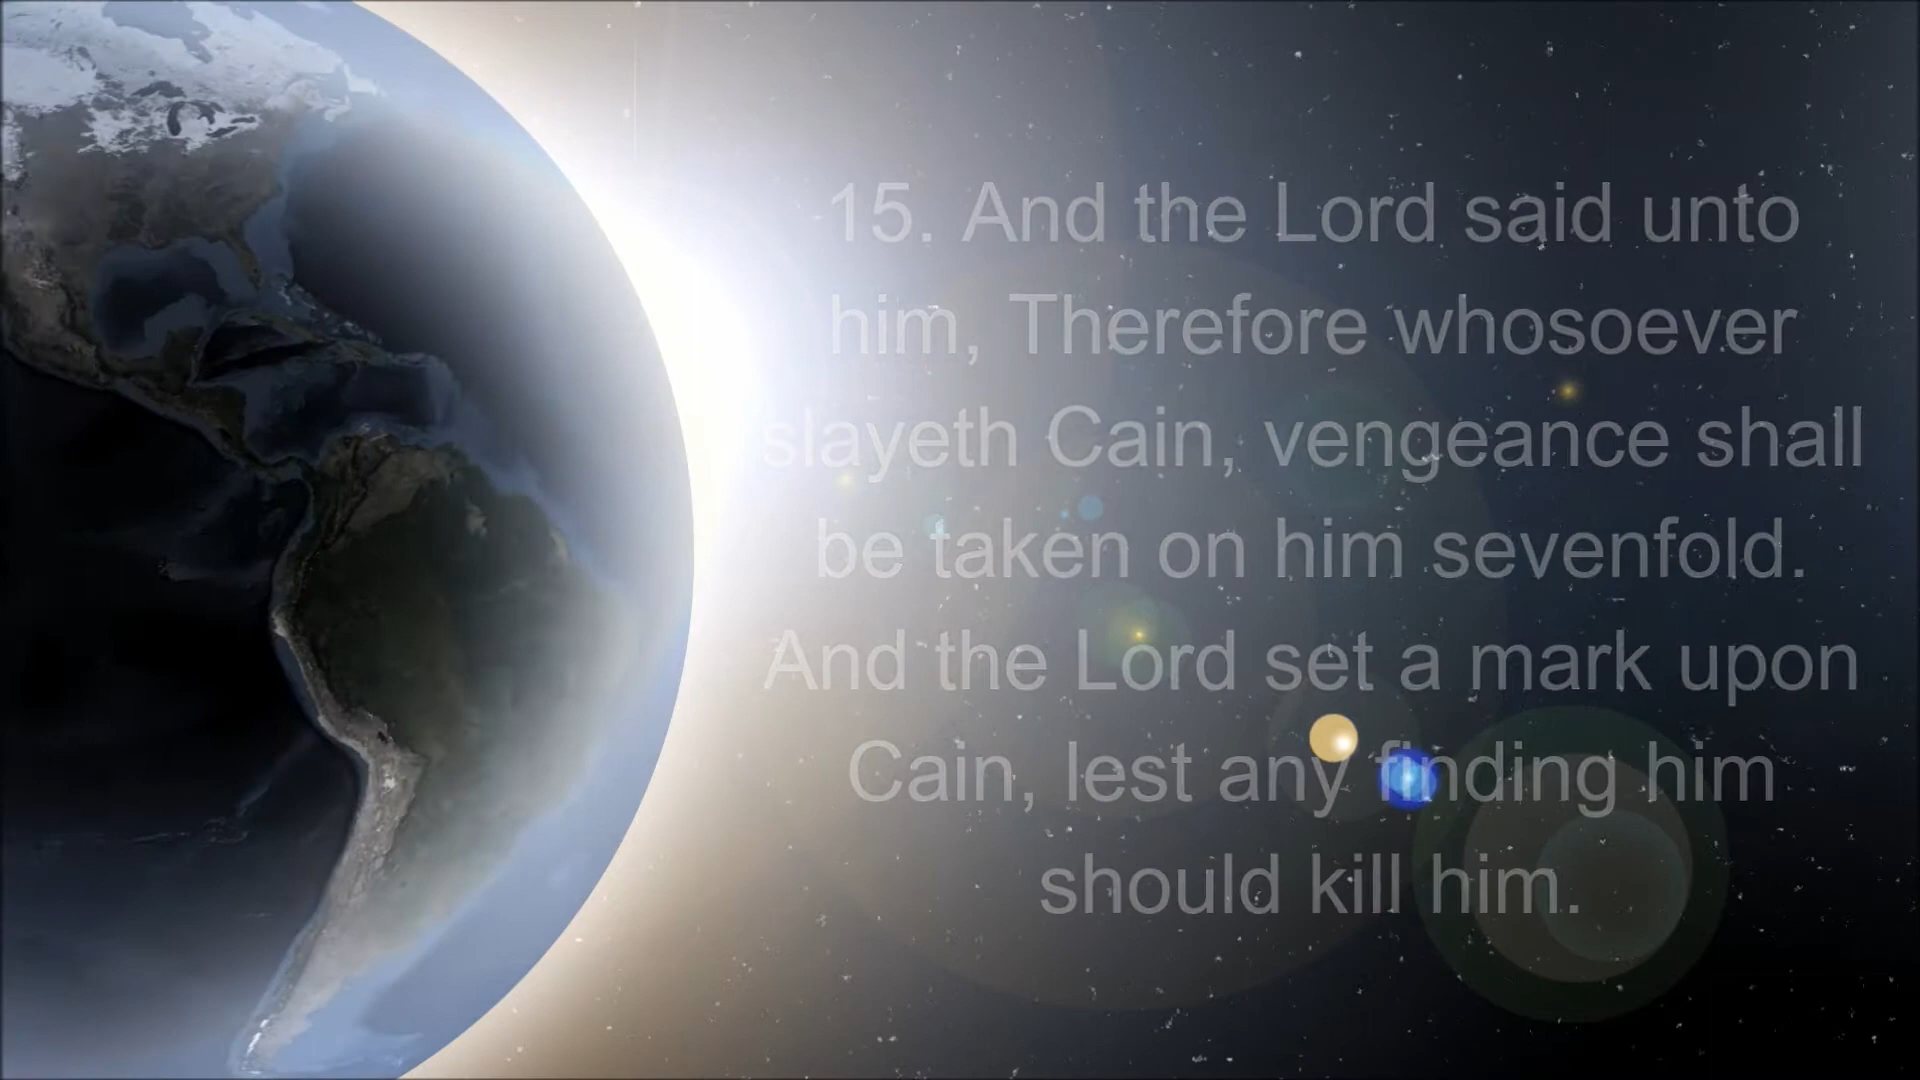 15. And the Lord said unto
him, Therefore whosoever
slayeth Cain, vengeance shall
be taken on him sevenfold.
And the Lord set a mark upon
Cain, lest any finding him
should kill him.